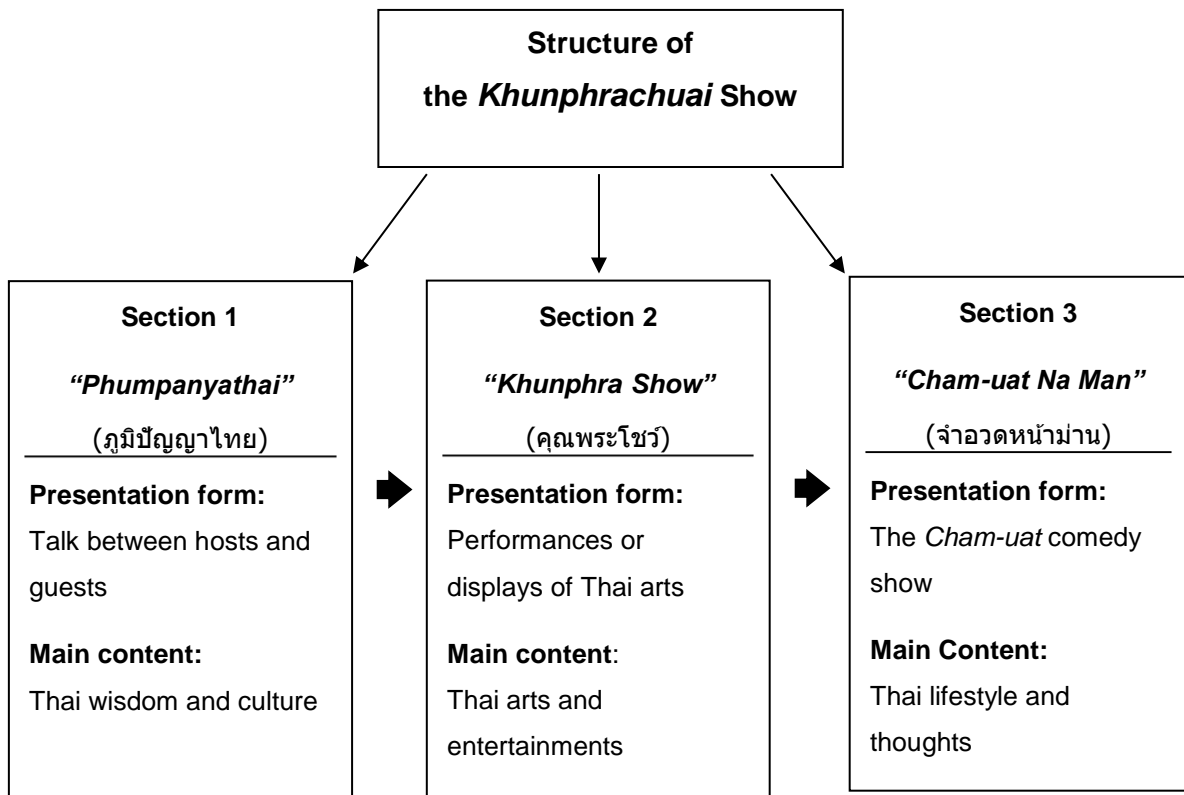 Structure of
the Khunphrachuai Show
Section 1
“Phumpanyathai”
(ภูมิปัญญาไทย)
Presentation form:
Talk between hosts and
guests
Main content:
Thai wisdom and culture
Section 2
“Khunphra Show”
(คุณพระโชว์)
Presentation form:
Performances or
displays of Thai arts
Main content:
Thai arts and
entertainments
Section 3
“Cham-uat Na Man”
(จำอวดหน้าม่าน)
Presentation form:
The Cham-uat comedy
show
Main Content:
Thai lifestyle and
thoughts